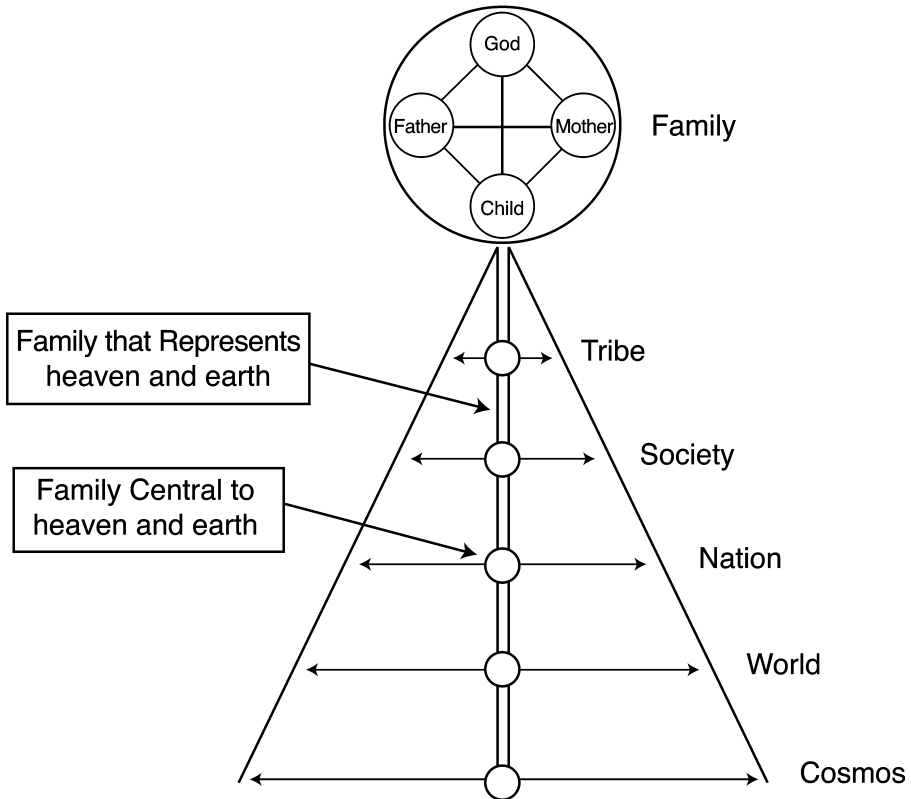 God
Father
Mother
Family
Child
Family that Represents
heaven and earth
Tribe
Society
Family Central to
heaven and earth
Nation
World
Cosmos